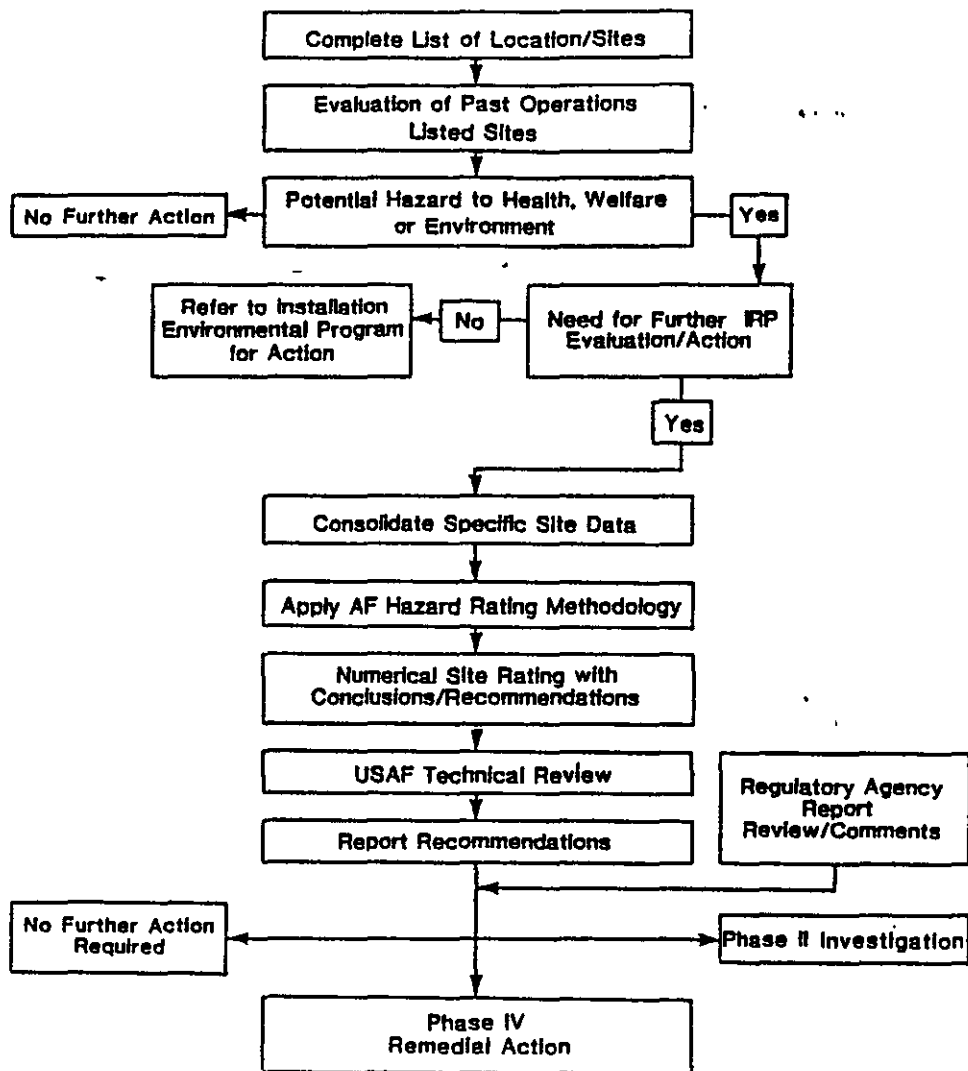 Complete List of Location/Sites
Evaluation of Past Operations
Listed Sites
Potential Hazard to Health, Welfare
or Environment
No Further Action
Yes
Refer to Installation
Environmental Program
for Action
No
Need for Further IRP
Evaluation/Action
Yes
Consolidate Specific Site Data
Apply AF Hazard Rating Methodology
Numerical Site Rating with
Conclusions/Recommendations
USAF Technical Review
Regulatory Agency
Report
Review/Comments
Report Recommendations
No Further Action
Required
Phase II Investigation
Phase IV
Remedial Action